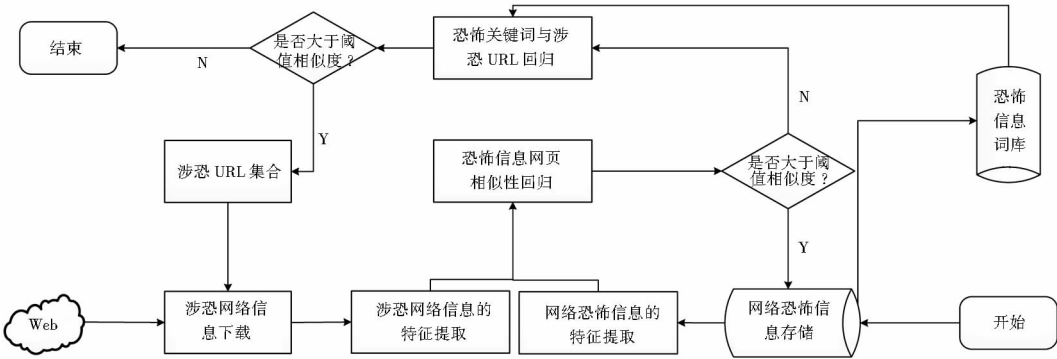 结束
N
是否大于阈
值相似度？
恐怖关键词与涉
恐 URL 回归
N
恐怖
信息
词库
Y
涉恐 URL 集合
恐怖信息网页
相似性回归
是否大于阈
值相似度？
Y
Web
涉恐网络信
息下载
涉恐网络信息的
特征提取
网络恐怖信息的
特征提取
网络恐怖信
息存储
开始